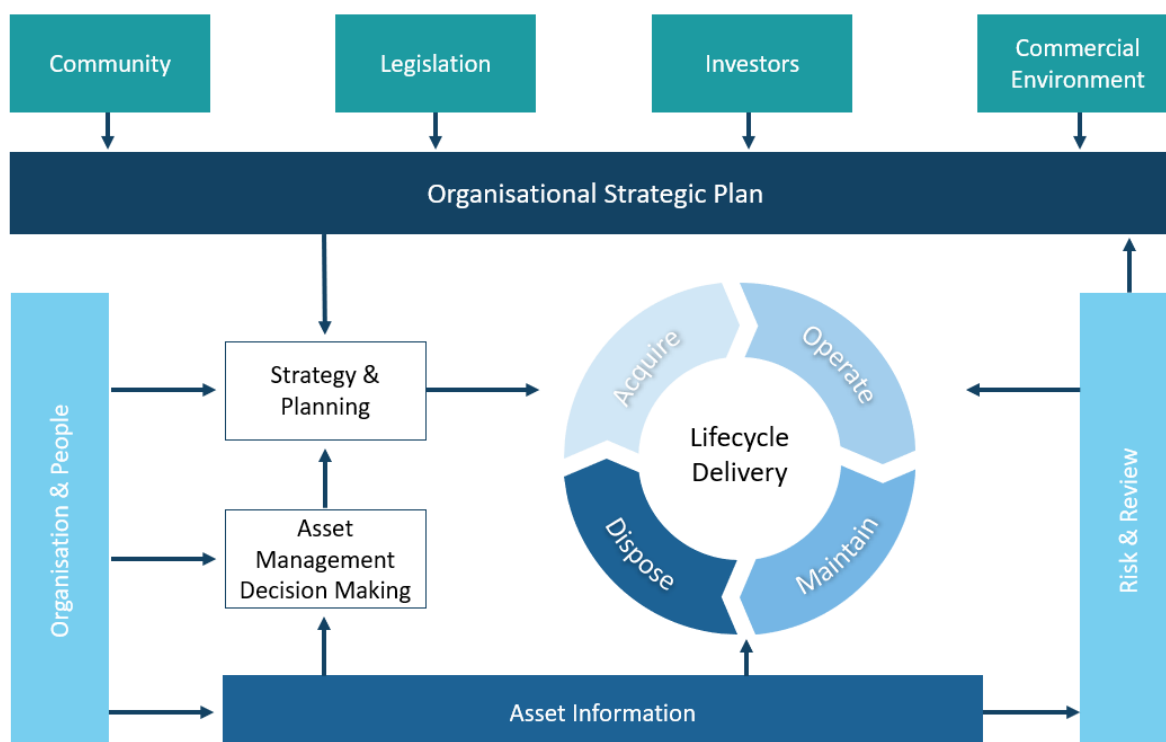 Community
Legislation
Investors
Commercial
Environment
Organisational Strategic Plan
Organisation & People
Strategy &
Planning
Asset
Management
Decision Making
Acquire
Operate
Lifecycle
Delivery
Dispose
Maintain
Risk & Review
Asset Information